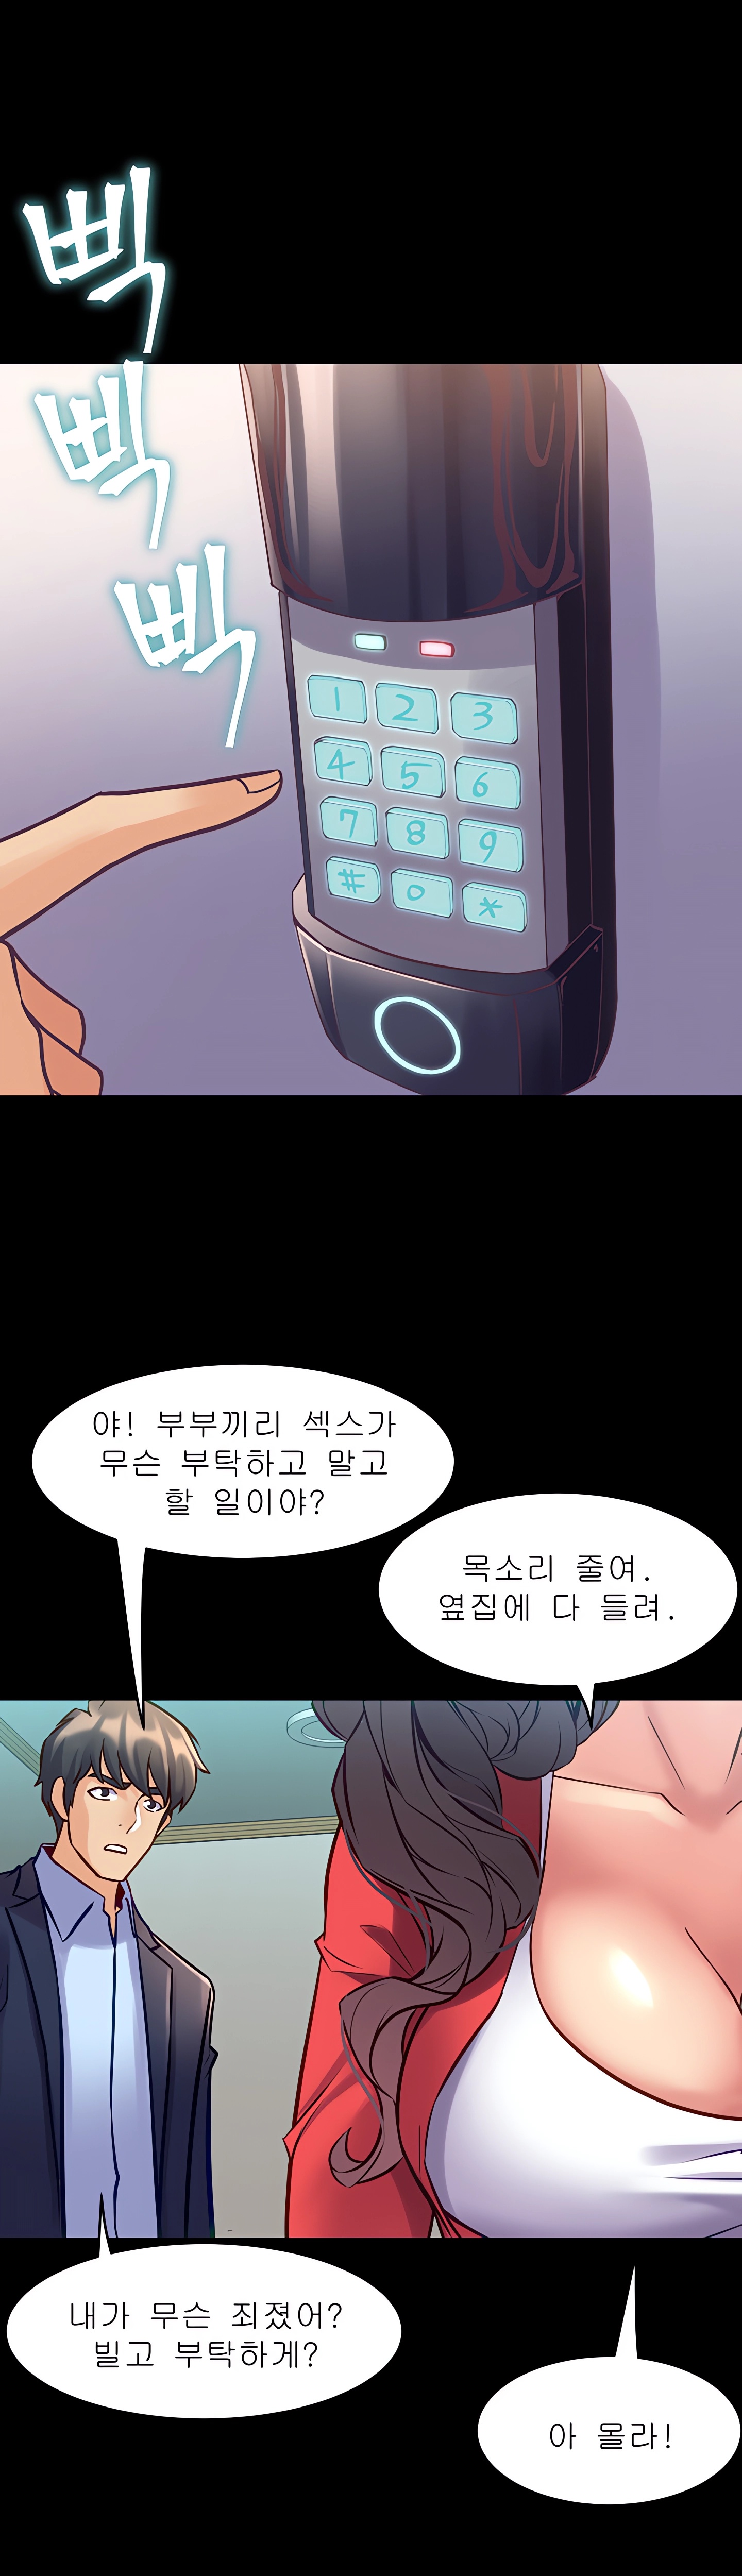 삑
삑
삑
1 2 3
4 5 6
7 8 9
# 0 *
야! 부부끼리 섹스가
무슨 부탁하고 말고
할 일이야?
목소리 줄여.
옆집에 다 들려.
내가 무슨 죄졌어?
빌고 부탁하게?
아 몰라!